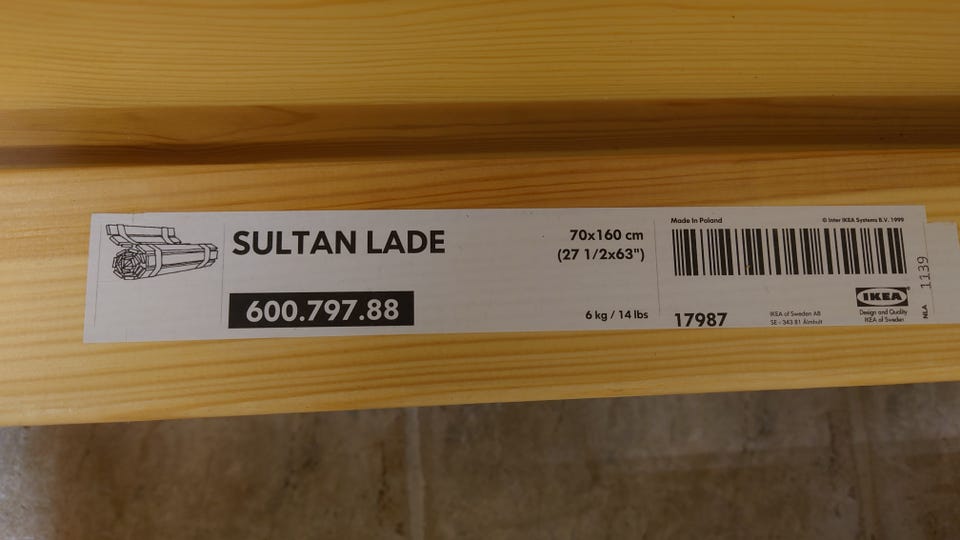 SULTAN LADE
600.797.88
70x160 cm
(27 1/2x63")
6 kg / 14 lbs
Made in Poland
© Inter IKEA Systems B.V. 1999
17987
IKEA of Sweden AB
SE - 343 81 Älmhult
IKEA
Design and Quality
IKEA of Sweden
NLA 1139